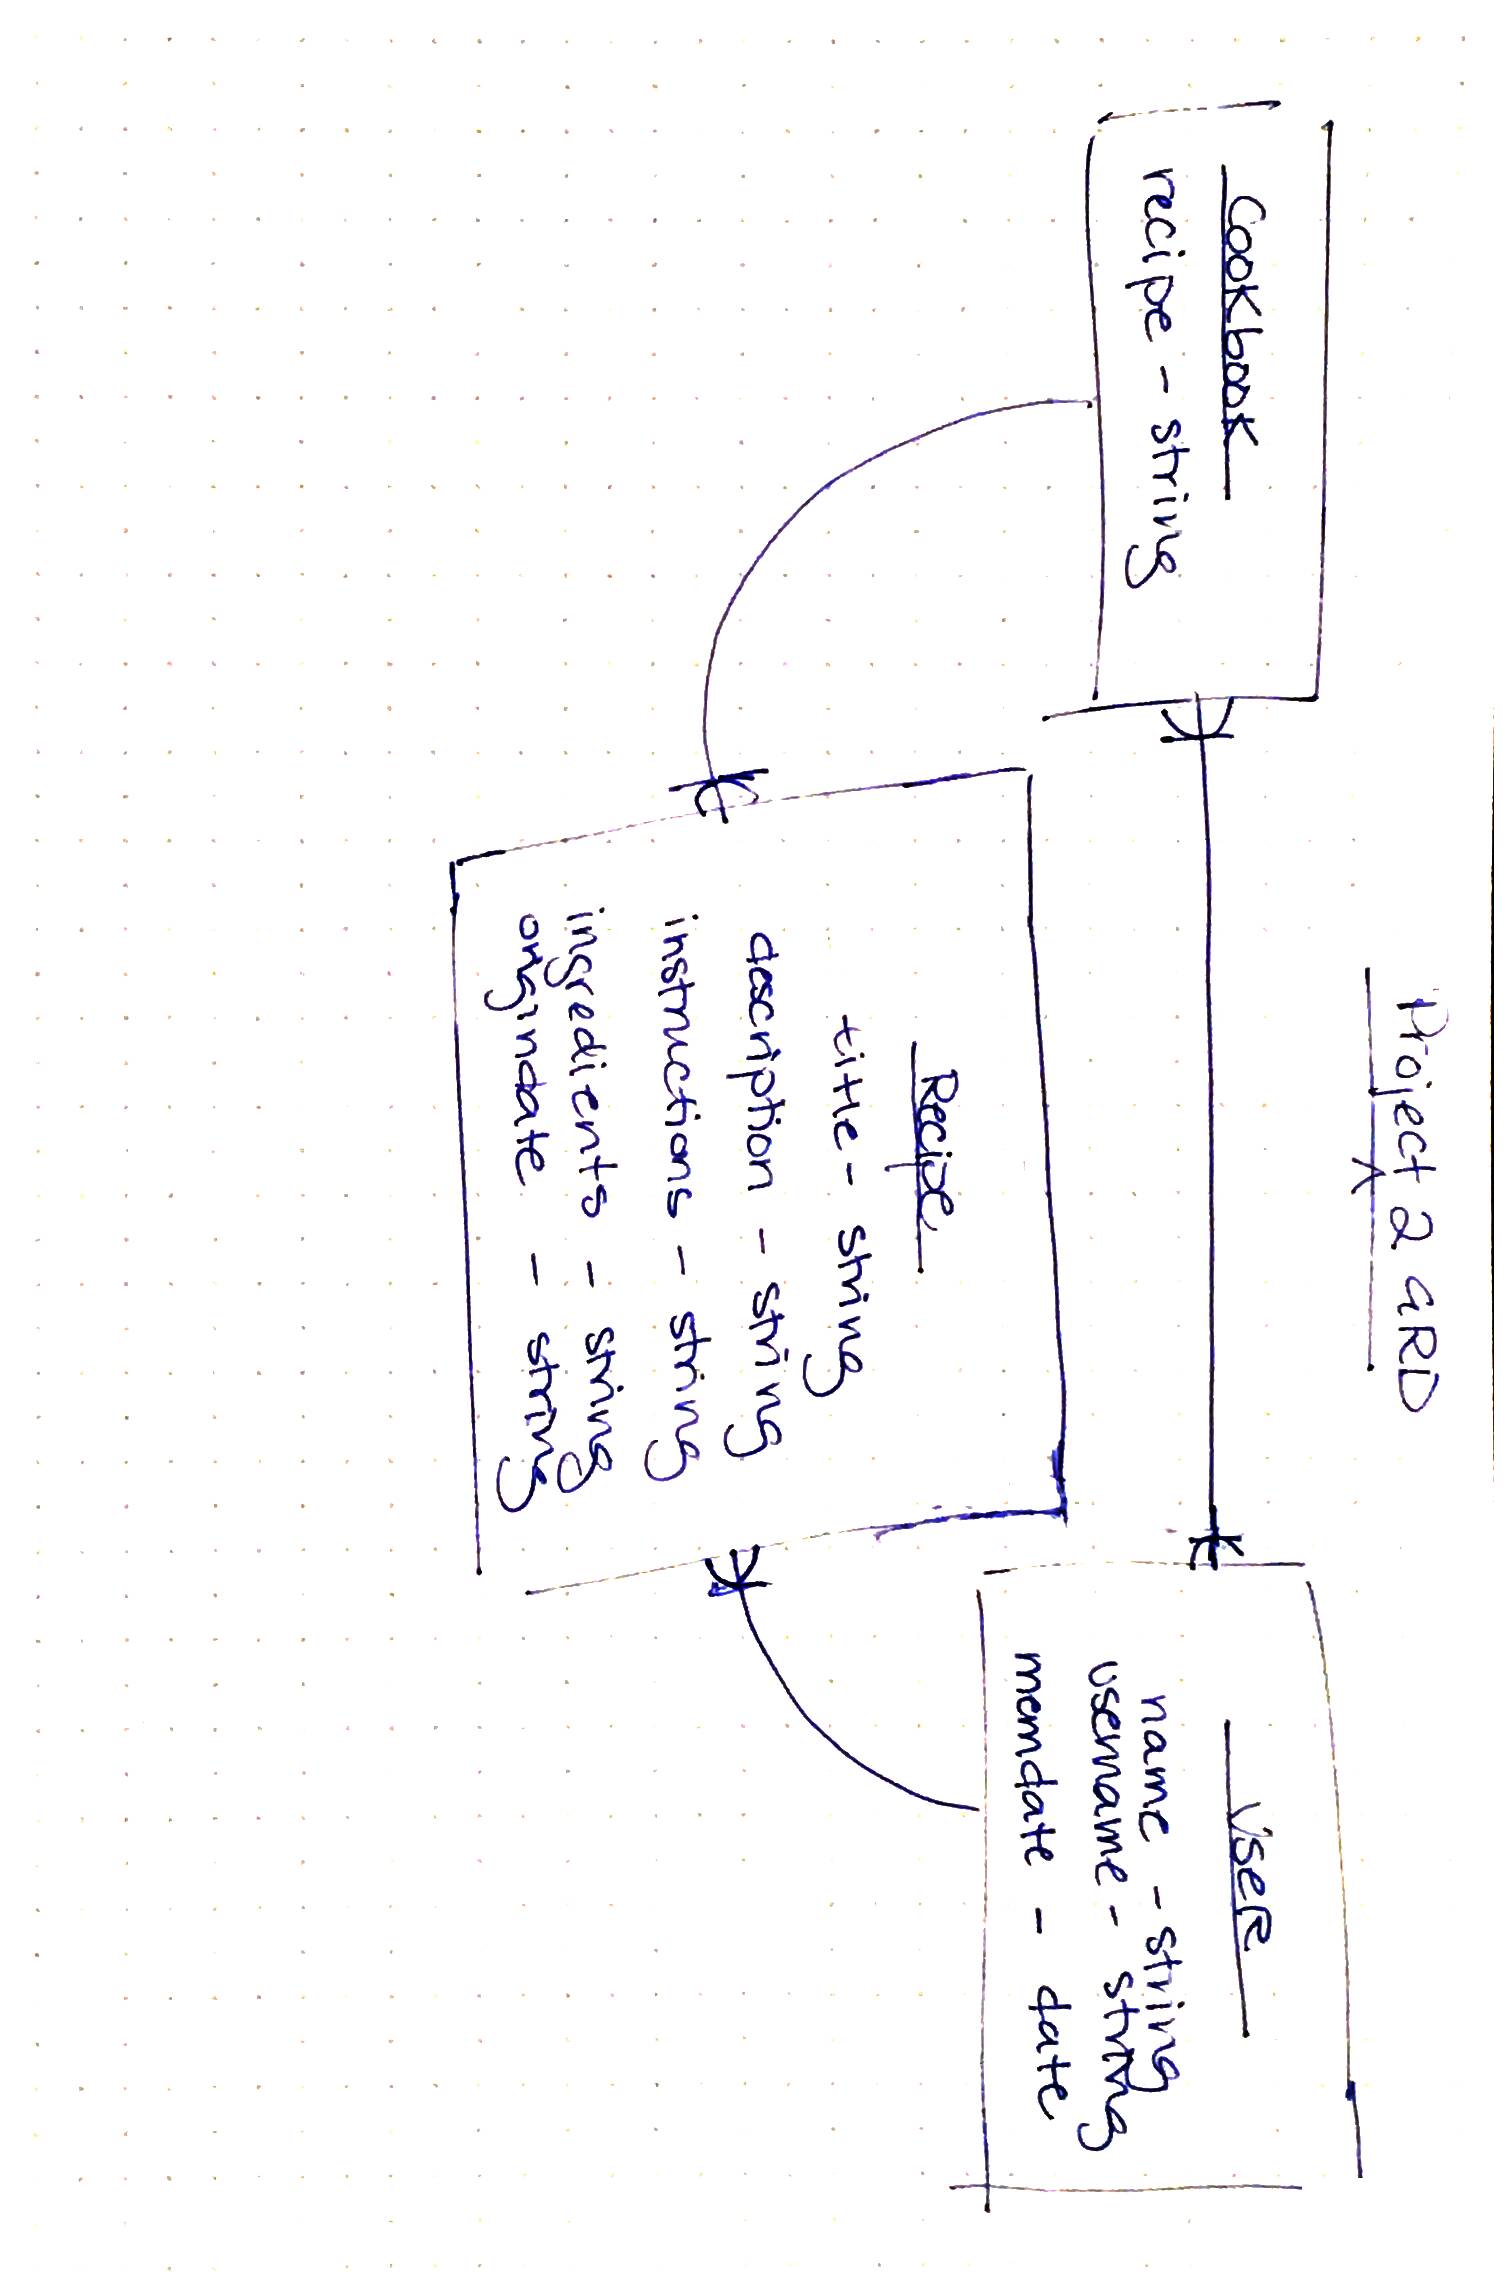 Project 2 ERD
Cookbook
recipe - string
Recipe
title - string
description - string
instructions - string
ingredients - string
origindate - string
User
name - string
username - string
memdate - date